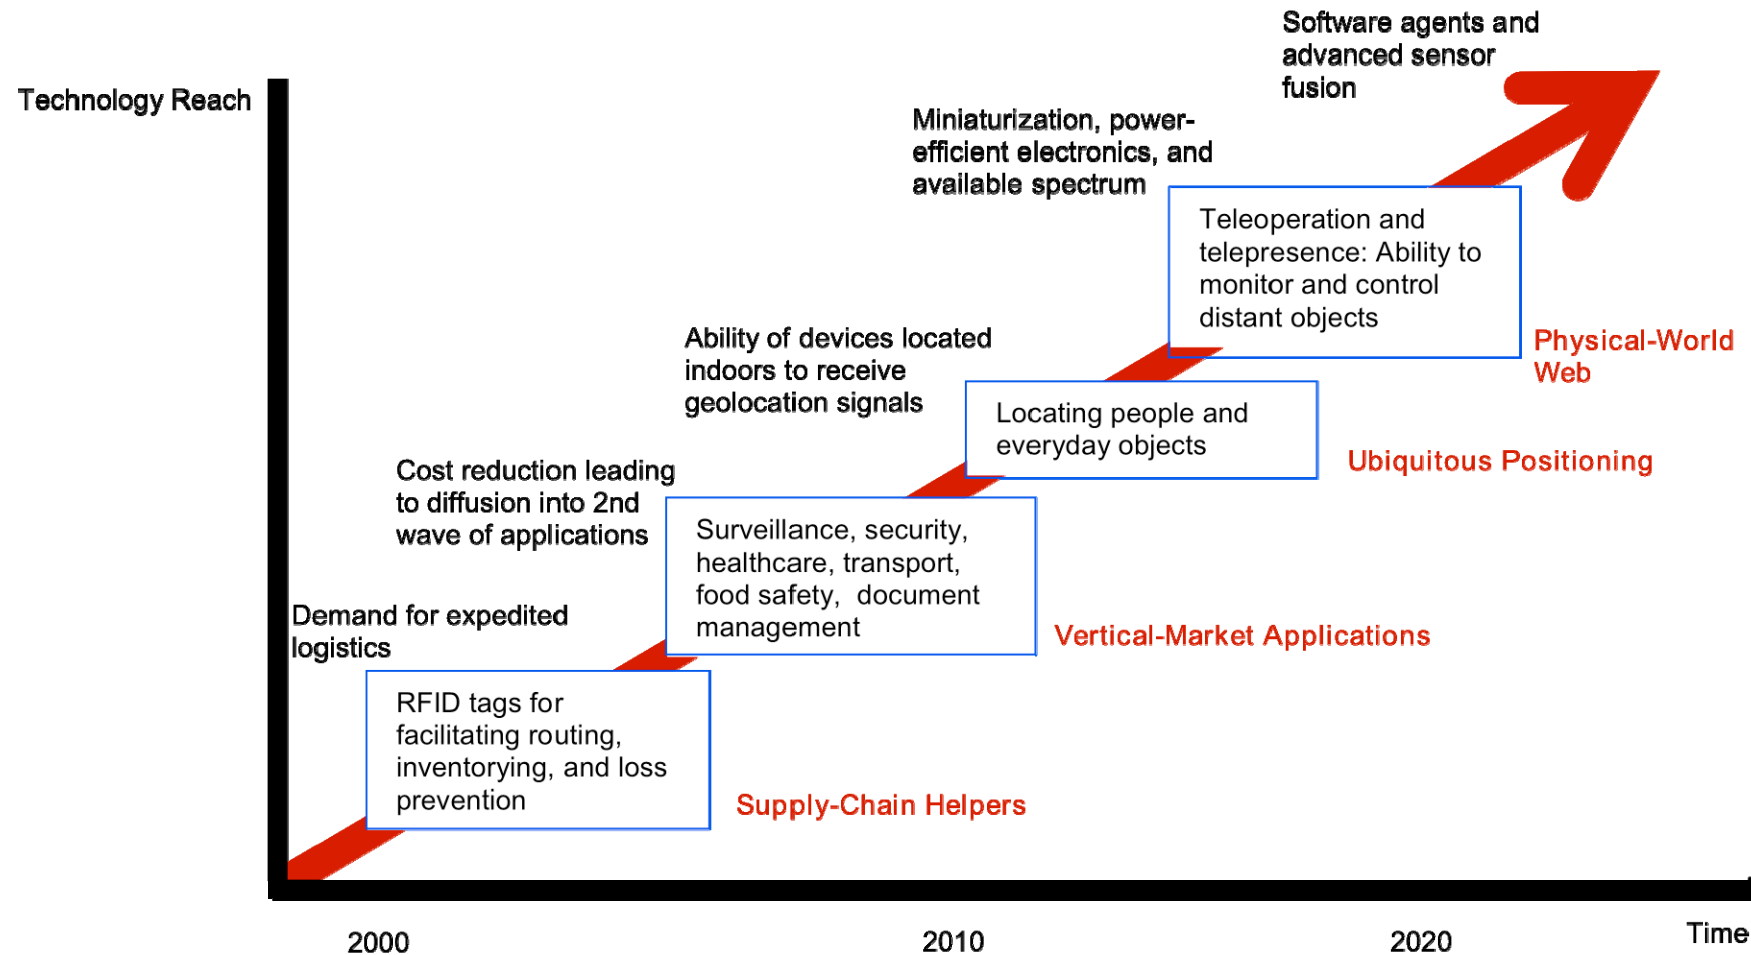 Software agents and
advanced sensor
fusion
Technology Reach
Miniaturization, power-
efficient electronics, and
available spectrum
Teleoperation and
telepresence: Ability to
monitor and control
distant objects
Physical-World
Web
Ability of devices located
indoors to receive
geolocation signals
Locating people and
everyday objects
Ubiquitous Positioning
Cost reduction leading
to diffusion into 2nd
wave of applications
Surveillance, security,
healthcare, transport,
food safety,  document
management
Vertical-Market Applications
Demand for expedited
logistics
RFID tags for
facilitating routing,
inventorying, and loss
prevention
Supply-Chain Helpers
2000
2010
2020
Time